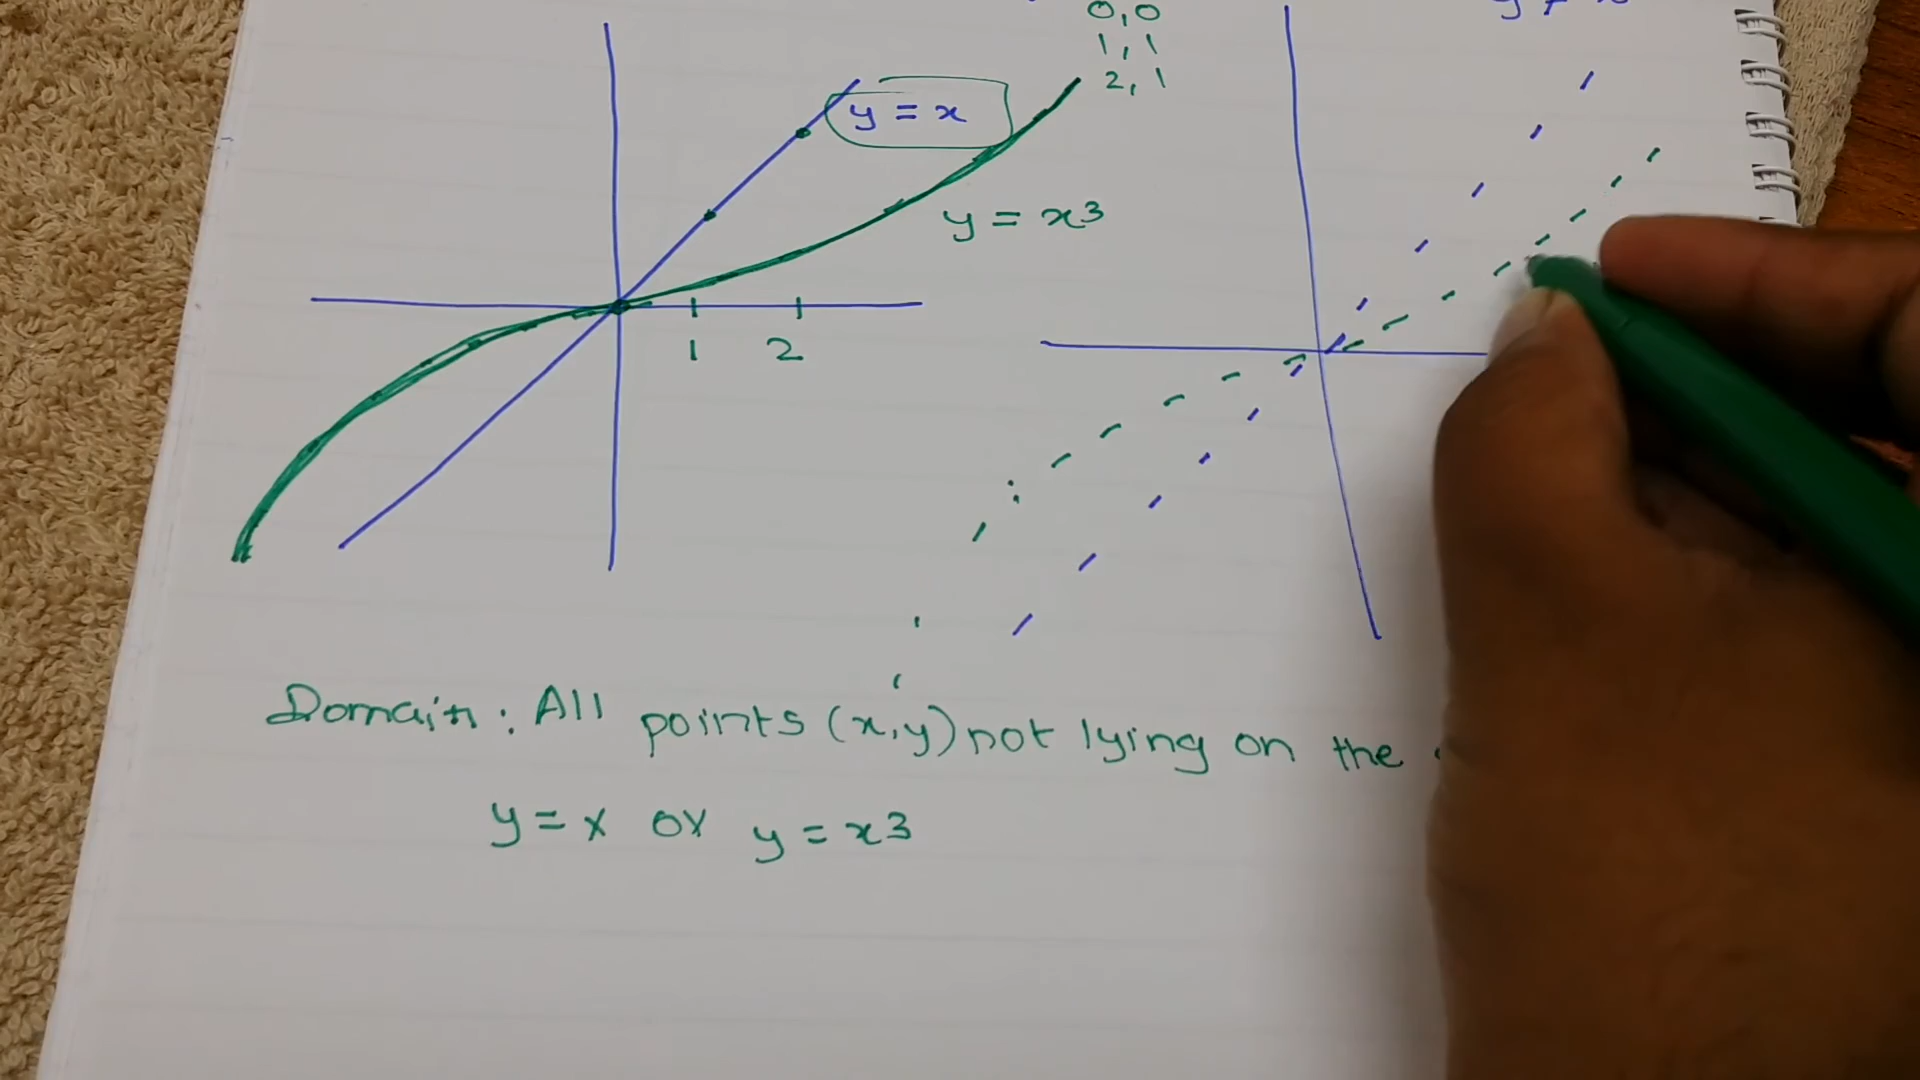 0,0
1,1
2,1
y = x
y = x3
1 2
Domain: All points (x,y) not lying on the
y = x or y = x3